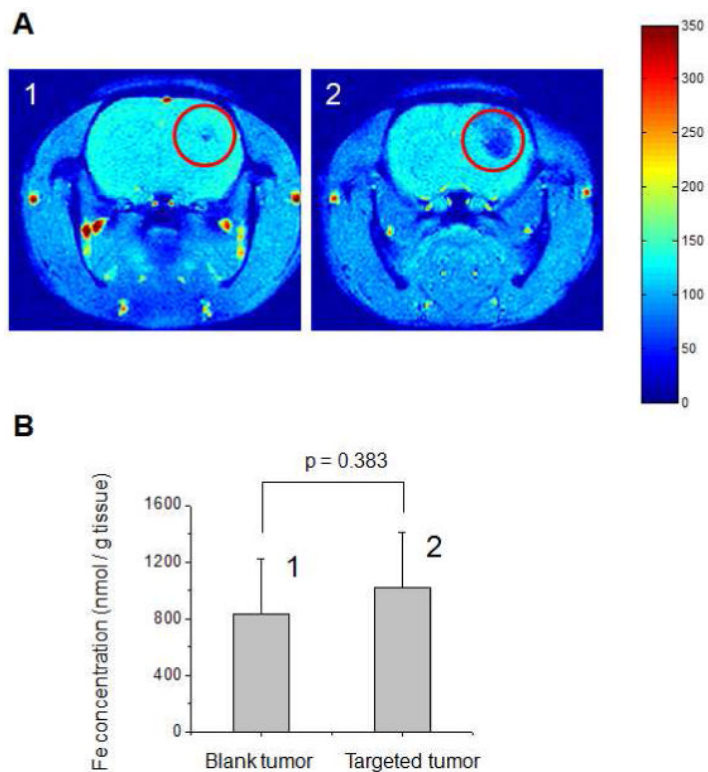 A
1
2
350
300
250
200
150
100
50
0
B
p = 0.383
Fe concentration (nmol / g tissue)
1600
1200
800
400
0
1
2
Blank tumor
Targeted tumor